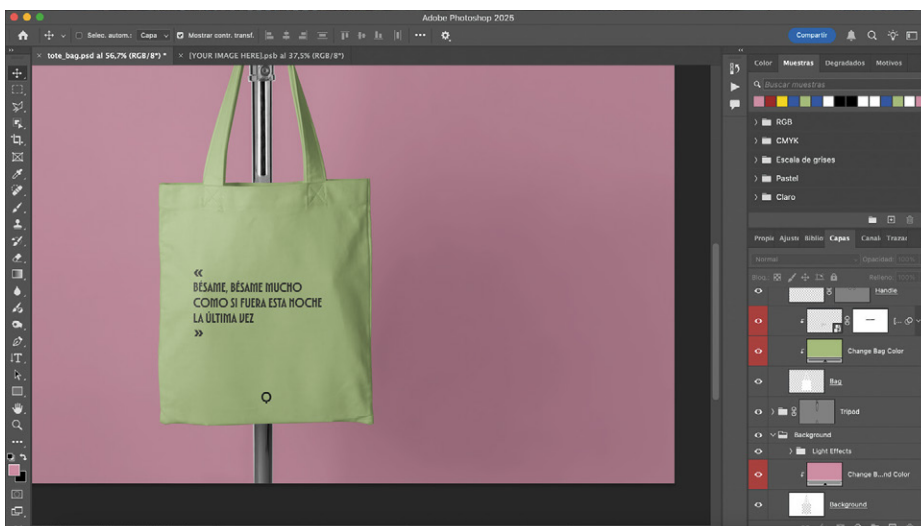 Adobe Photoshop 2025
Selec. autom.: Capa Mostrar contr. transf. ••• Compartir
× tote_bag.psd al 56,7% (RGB/8*) * × [YOUR IMAGE HERE].psb al 37,5% (RGB/8*)
Color Muestras Degradados Motivos
Buscar muestras
RGB
CMYK
Escala de grises
Pastel
Claro
Propie Ajuste Biblio Capas Canal Trazar
Normal Opacidad: 100%
Bloq.: Relleno: 100%
Handle
[...
Change Bag Color
Bag
Tripod
Background
Light Effects
Change B...nd Color
Background
«
BÉSAME, BÉSAME MUCHO
COMO SI FUERA ESTA NOCHE
LA ÚLTIMA VEZ
»